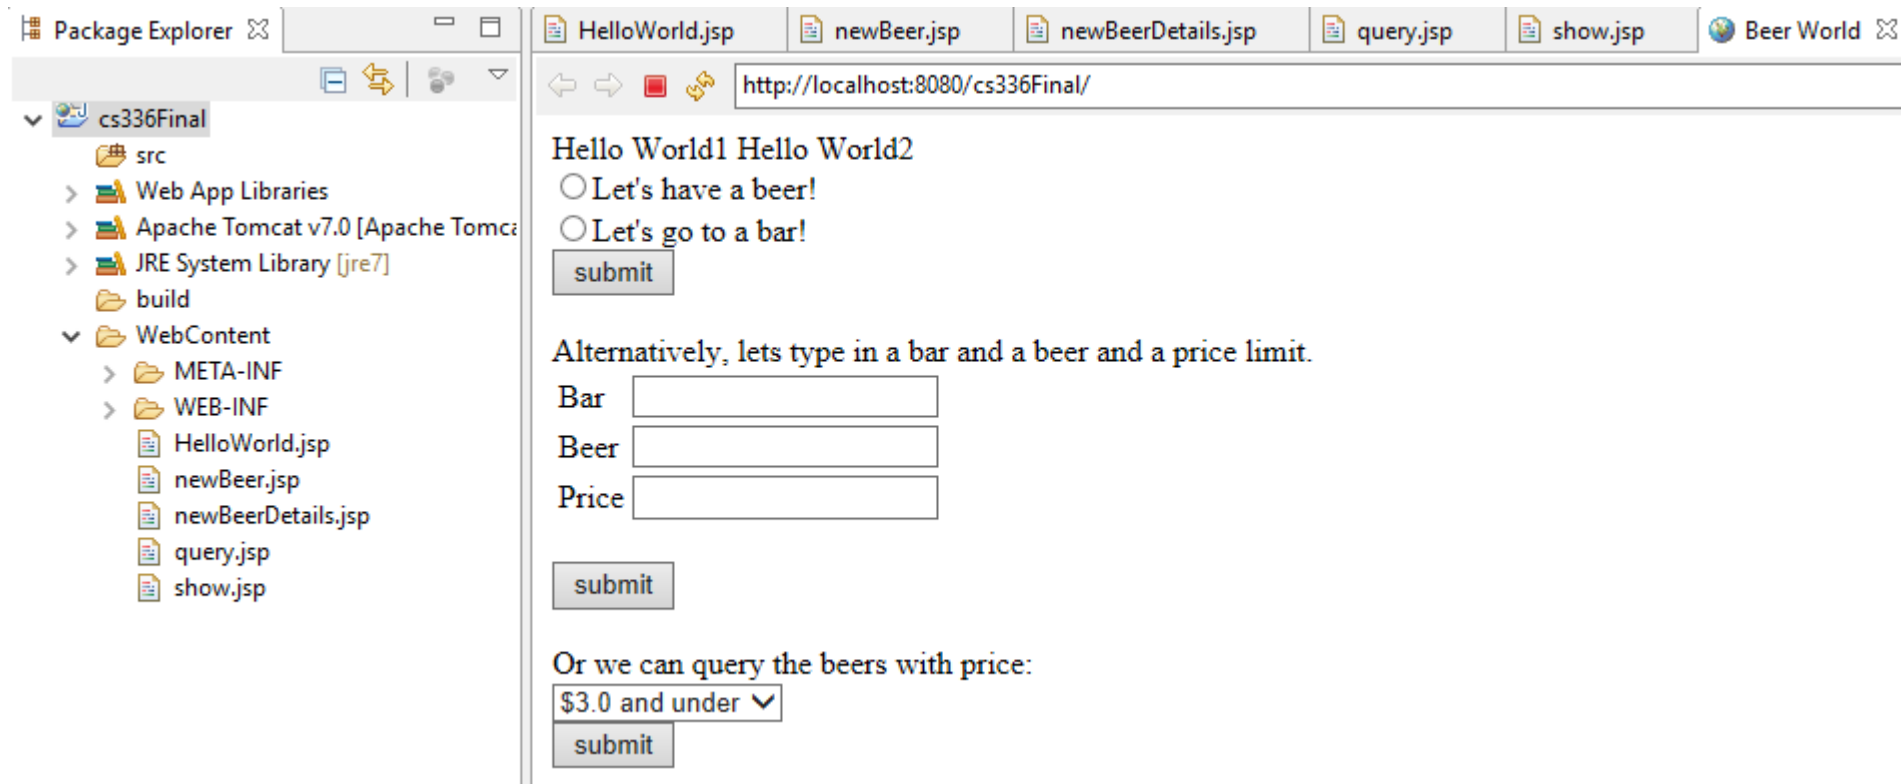 Package Explorer
cs336Final
src
Web App Libraries
Apache Tomcat v7.0 [Apache Tomca
JRE System Library [jre7]
build
WebContent
META-INF
WEB-INF
HelloWorld.jsp
newBeer.jsp
newBeerDetails.jsp
query.jsp
show.jsp
HelloWorld.jsp newBeer.jsp newBeerDetails.jsp query.jsp show.jsp Beer World
http://localhost:8080/cs336Final/
Hello World1 Hello World2
Let's have a beer!
Let's go to a bar!
submit
Alternatively, lets type in a bar and a beer and a price limit.
Bar
Beer
Price
submit
Or we can query the beers with price:
$3.0 and under
submit